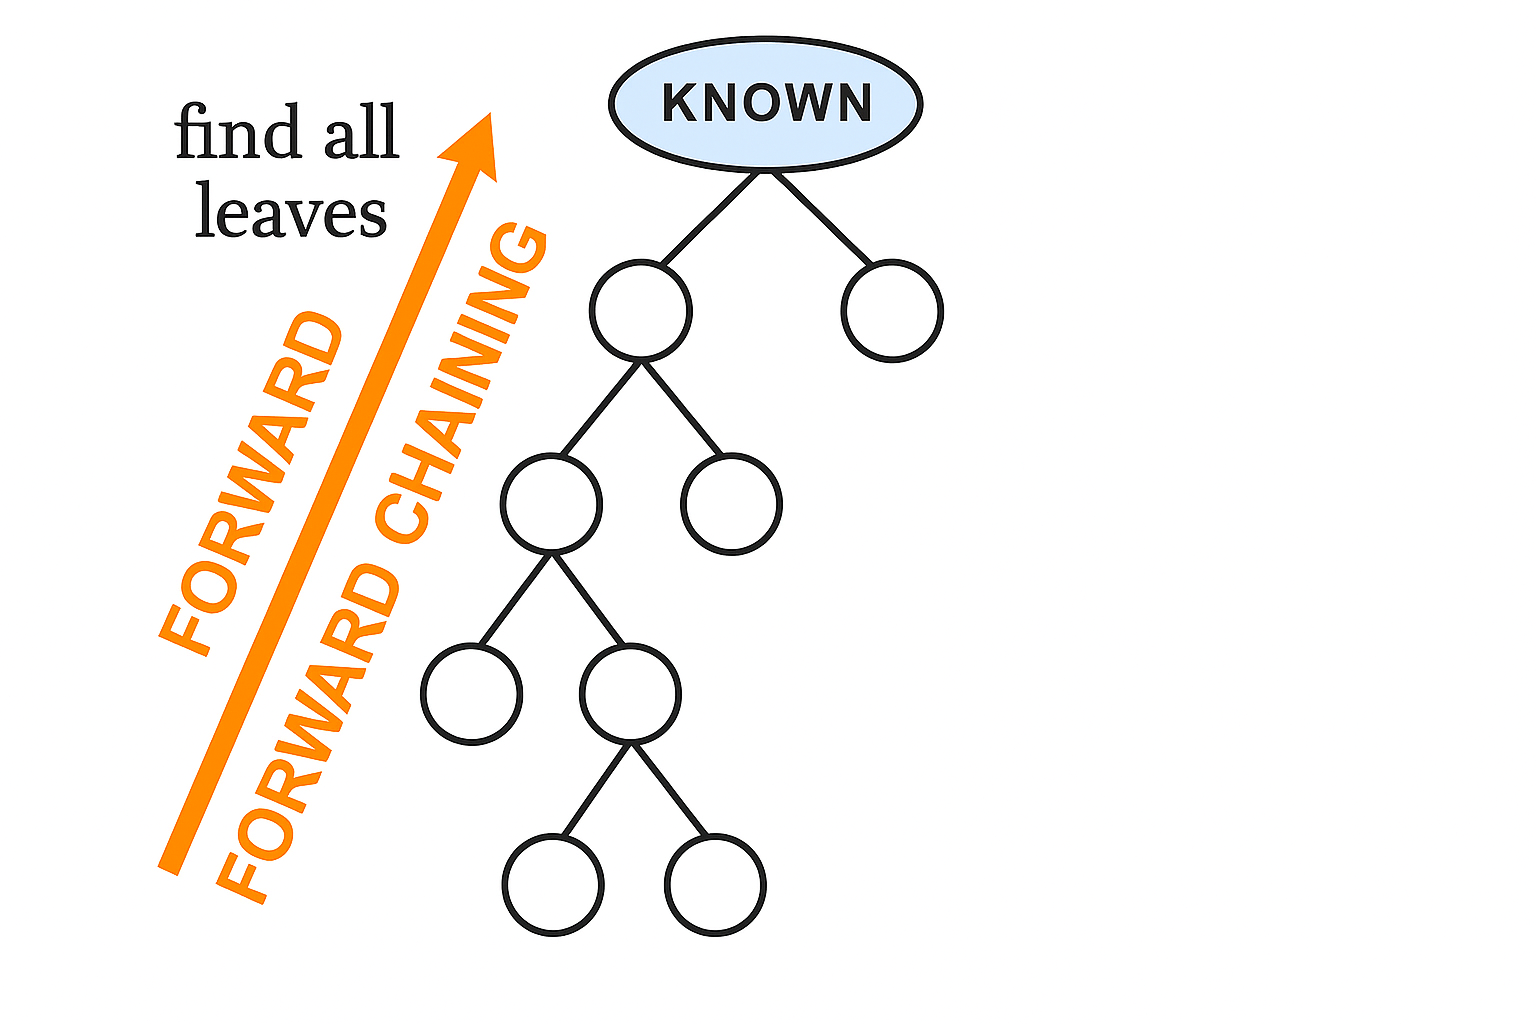 KNOWN
find all
leaves
FORWARD
FORWARD CHAINING